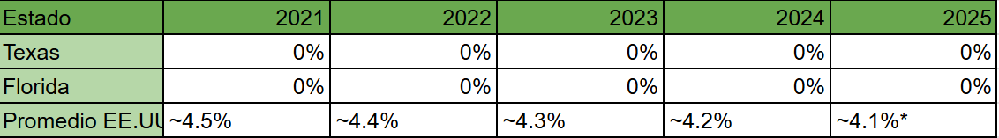 Estado 2021 2022 2023 2024 2025
Texas 0% 0% 0% 0% 0%
Florida 0% 0% 0% 0% 0%
Promedio EE.UU ~4.5% ~4.4% ~4.3% ~4.2% ~4.1%*